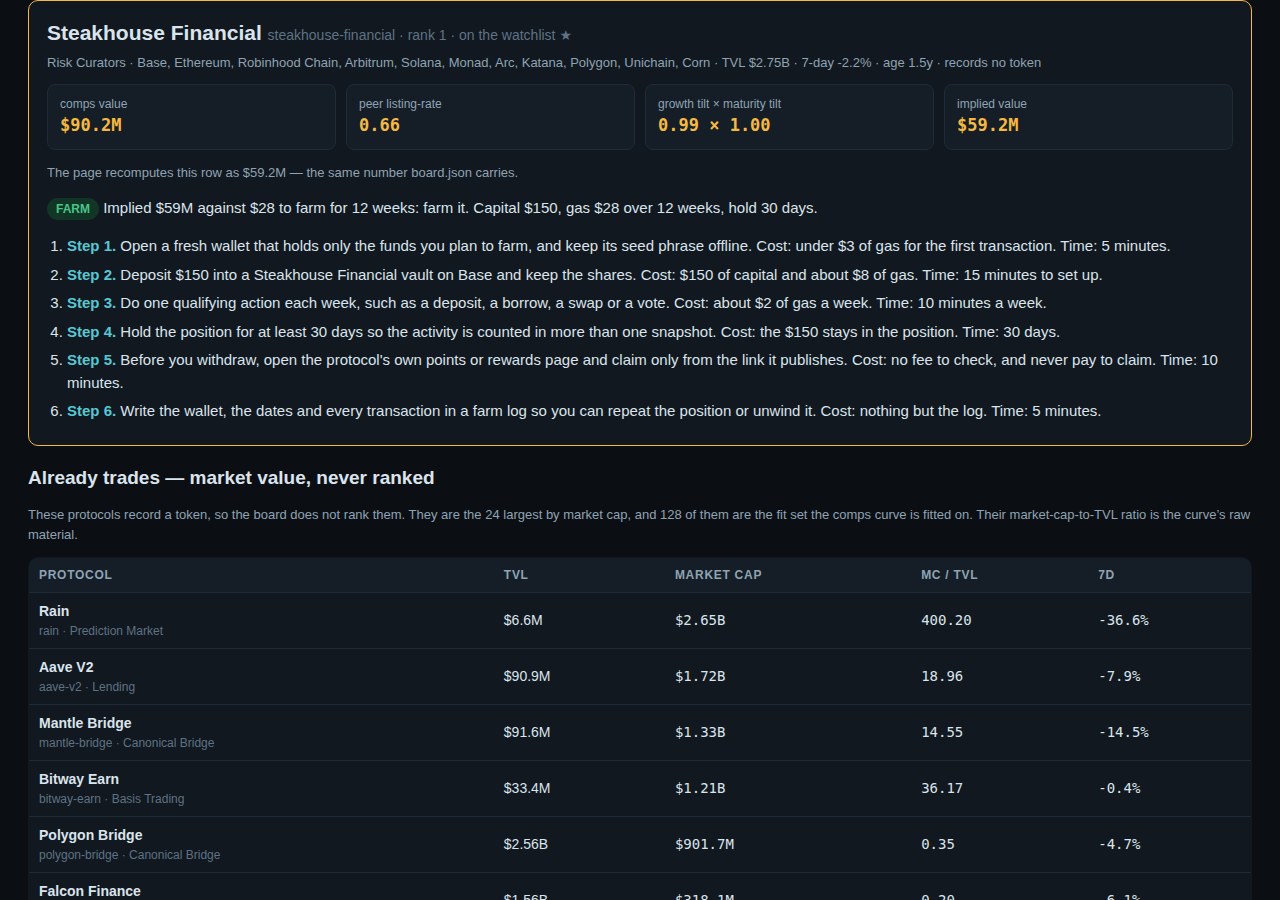 Steakhouse Financial steakhouse-financial · rank 1 · on the watchlist ★
Risk Curators · Base, Ethereum, Robinhood Chain, Arbitrum, Solana, Monad, Arc, Katana, Polygon, Unichain, Corn · TVL $2.75B · 7-day -2.2% · age 1.5y · records no token
comps value
$90.2M
peer listing-rate
0.66
growth tilt × maturity tilt
0.99 × 1.00
implied value
$59.2M
The page recomputes this row as $59.2M — the same number board.json carries.
FARM Implied $59M against $28 to farm for 12 weeks: farm it. Capital $150, gas $28 over 12 weeks, hold 30 days.
1. Step 1. Open a fresh wallet that holds only the funds you plan to farm, and keep its seed phrase offline. Cost: under $3 of gas for the first transaction. Time: 5 minutes.
2. Step 2. Deposit $150 into a Steakhouse Financial vault on Base and keep the shares. Cost: $150 of capital and about $8 of gas. Time: 15 minutes to set up.
3. Step 3. Do one qualifying action each week, such as a deposit, a borrow, a swap or a vote. Cost: about $2 of gas a week. Time: 10 minutes a week.
4. Step 4. Hold the position for at least 30 days so the activity is counted in more than one snapshot. Cost: the $150 stays in the position. Time: 30 days.
5. Step 5. Before you withdraw, open the protocol's own points or rewards page and claim only from the link it publishes. Cost: no fee to check, and never pay to claim. Time: 10
minutes.
6. Step 6. Write the wallet, the dates and every transaction in a farm log so you can repeat the position or unwind it. Cost: nothing but the log. Time: 5 minutes.
Already trades — market value, never ranked
These protocols record a token, so the board does not rank them. They are the 24 largest by market cap, and 128 of them are the fit set the comps curve is fitted on. Their market-cap-to-TVL ratio is the curve's raw
material.
PROTOCOL TVL MARKET CAP MC / TVL 7D
Rain
rain · Prediction Market
$6.6M $2.65B 400.20 -36.6%
Aave V2
aave-v2 · Lending
$90.9M $1.72B 18.96 -7.9%
Mantle Bridge
mantle-bridge · Canonical Bridge
$91.6M $1.33B 14.55 -14.5%
Bitway Earn
bitway-earn · Basis Trading
$33.4M $1.21B 36.17 -0.4%
Polygon Bridge
polygon-bridge · Canonical Bridge
$2.56B $901.7M 0.35 -4.7%
Falcon Finance
$1.56B $318.1M 0.20 -6.1%